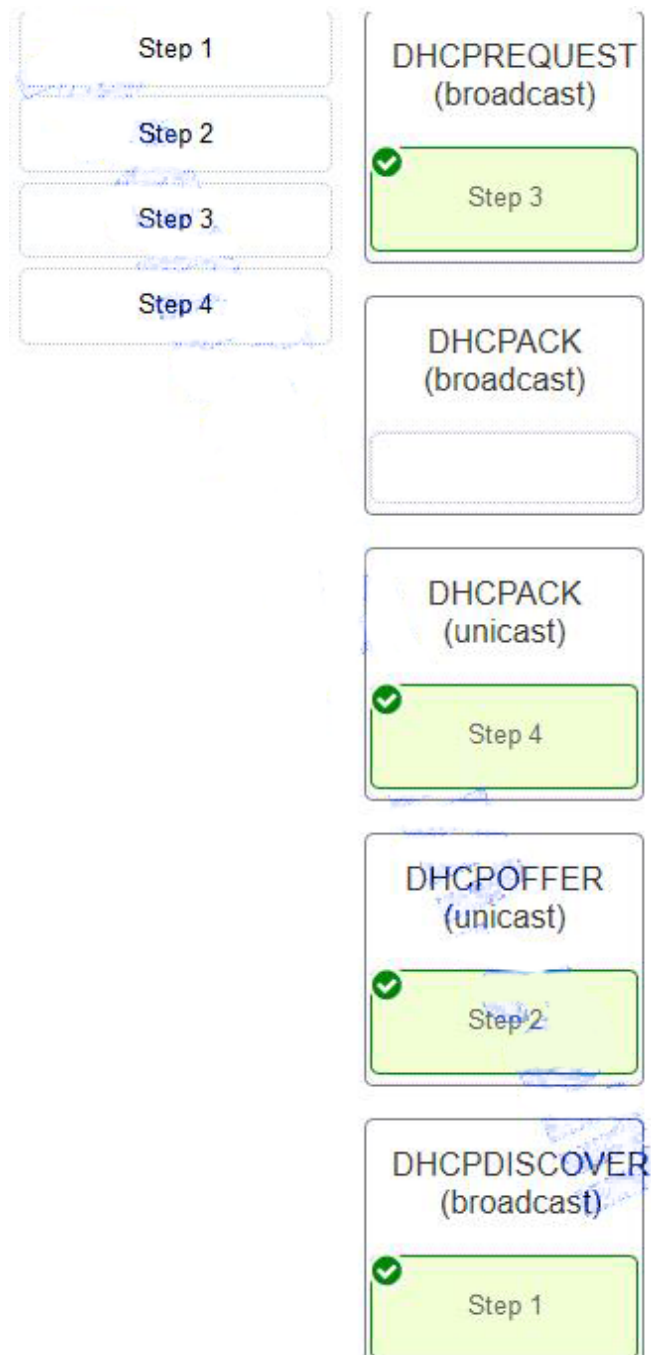 Step 1
Step 2
Step 3
Step 4
DHCPREQUEST
(broadcast)
Step 3
DHCPACK
(broadcast)
DHCPACK
(unicast)
Step 4
DHCPOFFER
(unicast)
Step 2
DHCPDISCOVER
(broadcast)
Step 1